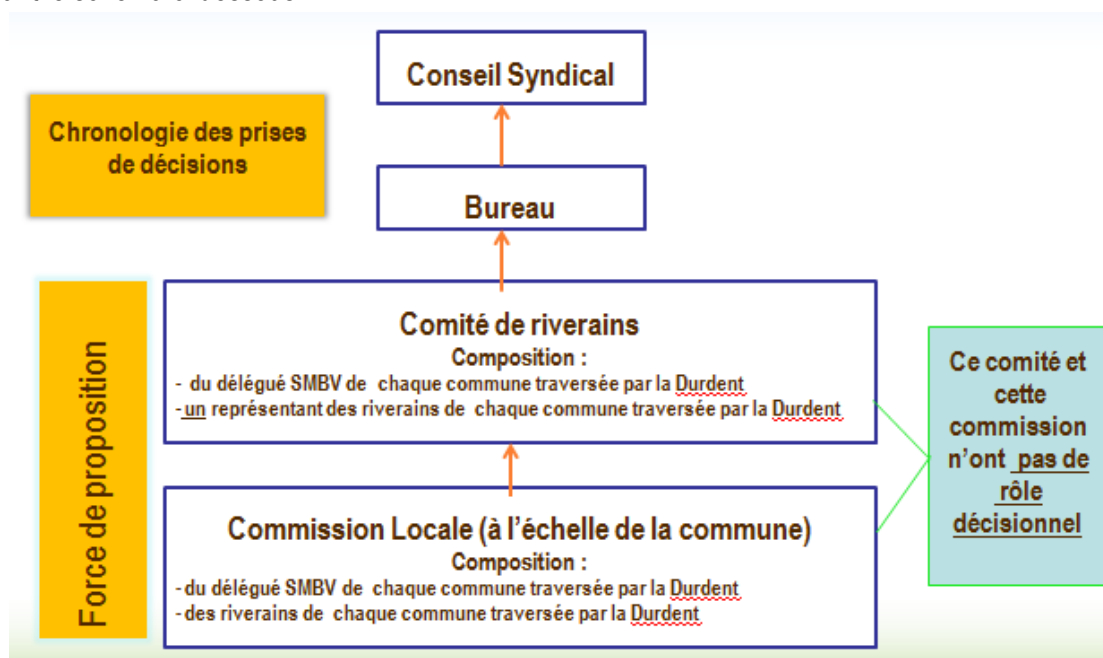 Conseil Syndical
Chronologie des prises
de décisions
Bureau
Force de proposition
Comité de riverains
Composition :
- du délégué SMBV de chaque commune traversée par la Durdent
- un représentant des riverains de chaque commune traversée par la Durdent
Commission Locale (à l'échelle de la commune)
Composition :
- du délégué SMBV de chaque commune traversée par la Durdent
- des riverains de chaque commune traversée par la Durdent
Ce comité et
cette
commission
n'ont pas de
rôle
décisionnel